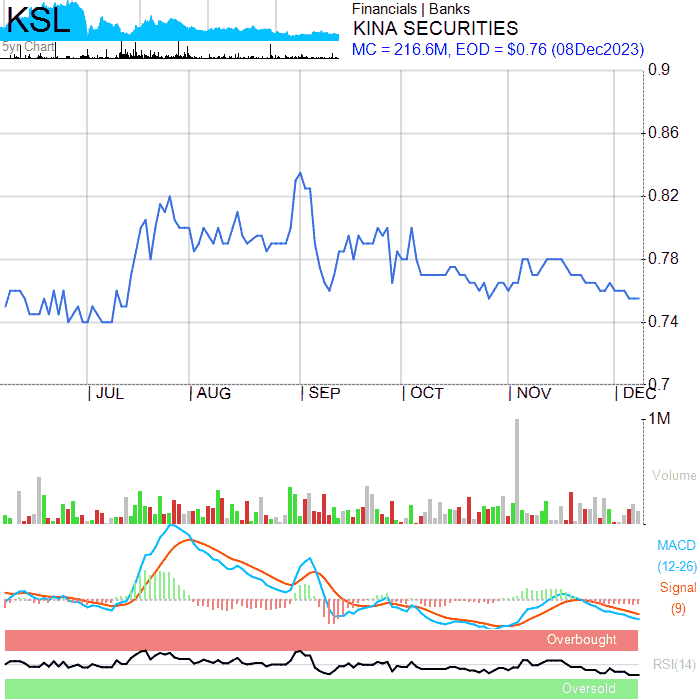 KSL
5yr Chart
Financials | Banks
KINA SECURITIES
MC = 216.6M, EOD = $0.76 (08Dec2023)
0.9
0.86
0.82
0.78
0.74
0.7
JUL AUG SEP OCT NOV DEC
1M
Volume
MACD
(12-26)
Signal
(9)
Overbought
RSI(14)
Oversold